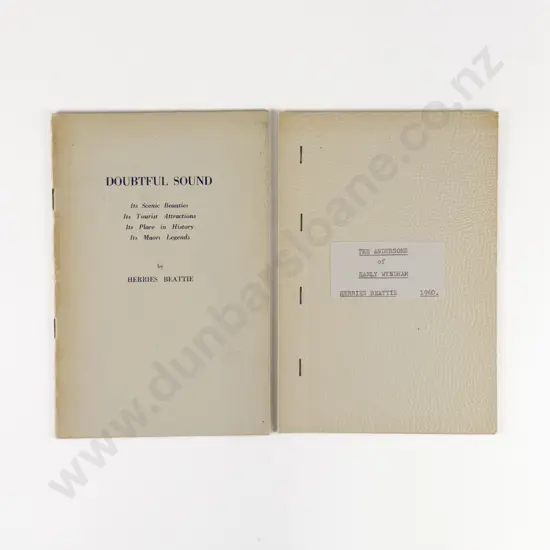 DOUBTFUL SOUND
Its Scenic Beauties
Its Tourist Attractions
Its Place in History
Its Maori Legends
by
HERRIES BEATTIE
THE ANDERSONS
of
EARLY WYNDHAM
HERRIES BEATTIE 1960.
www.dunbarsloane.co.nz